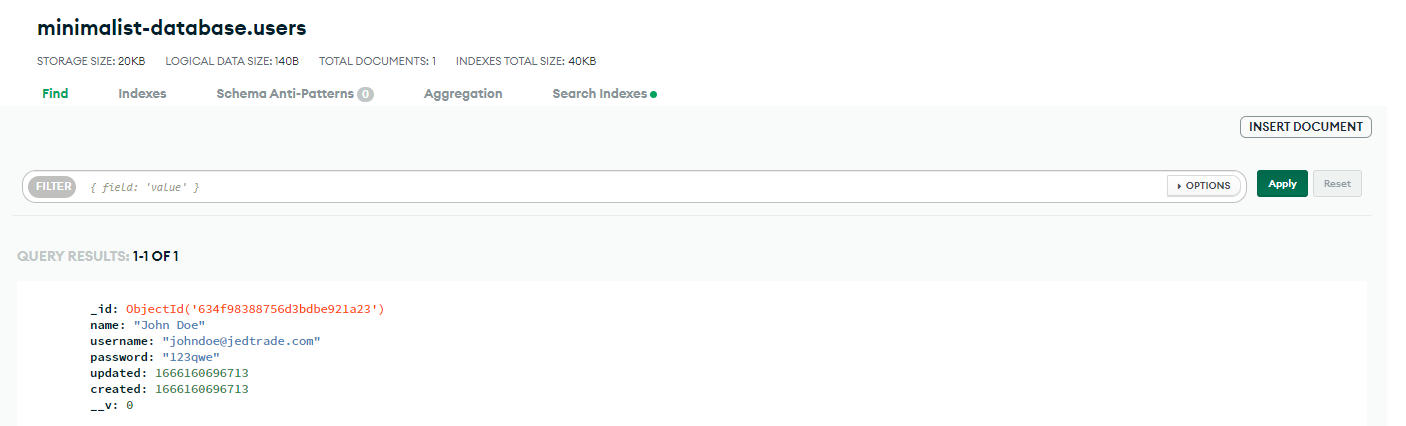 minimalist-database.users
STORAGE SIZE: 20KB LOGICAL DATA SIZE: 140B TOTAL DOCUMENTS: 1 INDEXES TOTAL SIZE: 40KB
Find Indexes Schema Anti-Patterns 0 Aggregation Search Indexes
INSERT DOCUMENT
FILTER { field: 'value' } OPTIONS Apply Reset
QUERY RESULTS: 1-1 OF 1
_id: ObjectId('634f98388756d3bdbe921a23')
name: "John Doe"
username: "johndoe@jedtrade.com"
password: "123qwe"
updated: 1666160696713
created: 1666160696713
__v: 0